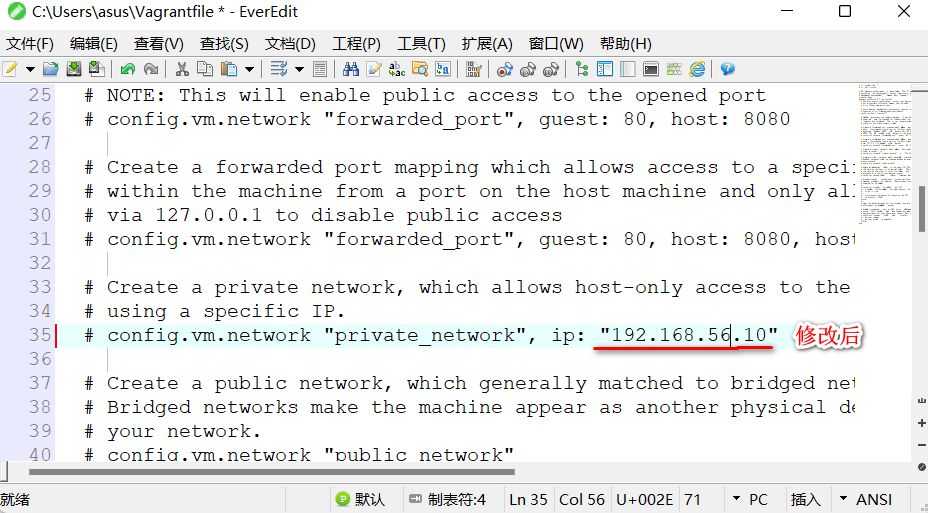 C:\Users\asus\Vagrantfile * - EverEdit
文件(F) 编辑(E) 查看(V) 查找(S) 文档(D) 工程(P) 工具(T) 扩展(A) 窗口(W) 帮助(H)
25 # NOTE: This will enable public access to the opened port
26 # config.vm.network "forwarded_port", guest: 80, host: 8080
27
28 # Create a forwarded port mapping which allows access to a speci
29 # within the machine from a port on the host machine and only all
30 # via 127.0.0.1 to disable public access
31 # config.vm.network "forwarded_port", guest: 80, host: 8080, host
32
33 # Create a private network, which allows host-only access to the
34 # using a specific IP.
35 # config.vm.network "private_network", ip: "192.168.56.10" 修改后
36
37 # Create a public network, which generally matched to bridged net
38 # Bridged networks make the machine appear as another physical de
39 # your network.
40 # config.vm.network "public_network"
就绪 默认 制表符:4 Ln 35 Col 56 U+002E 71 PC 插入 ANSI